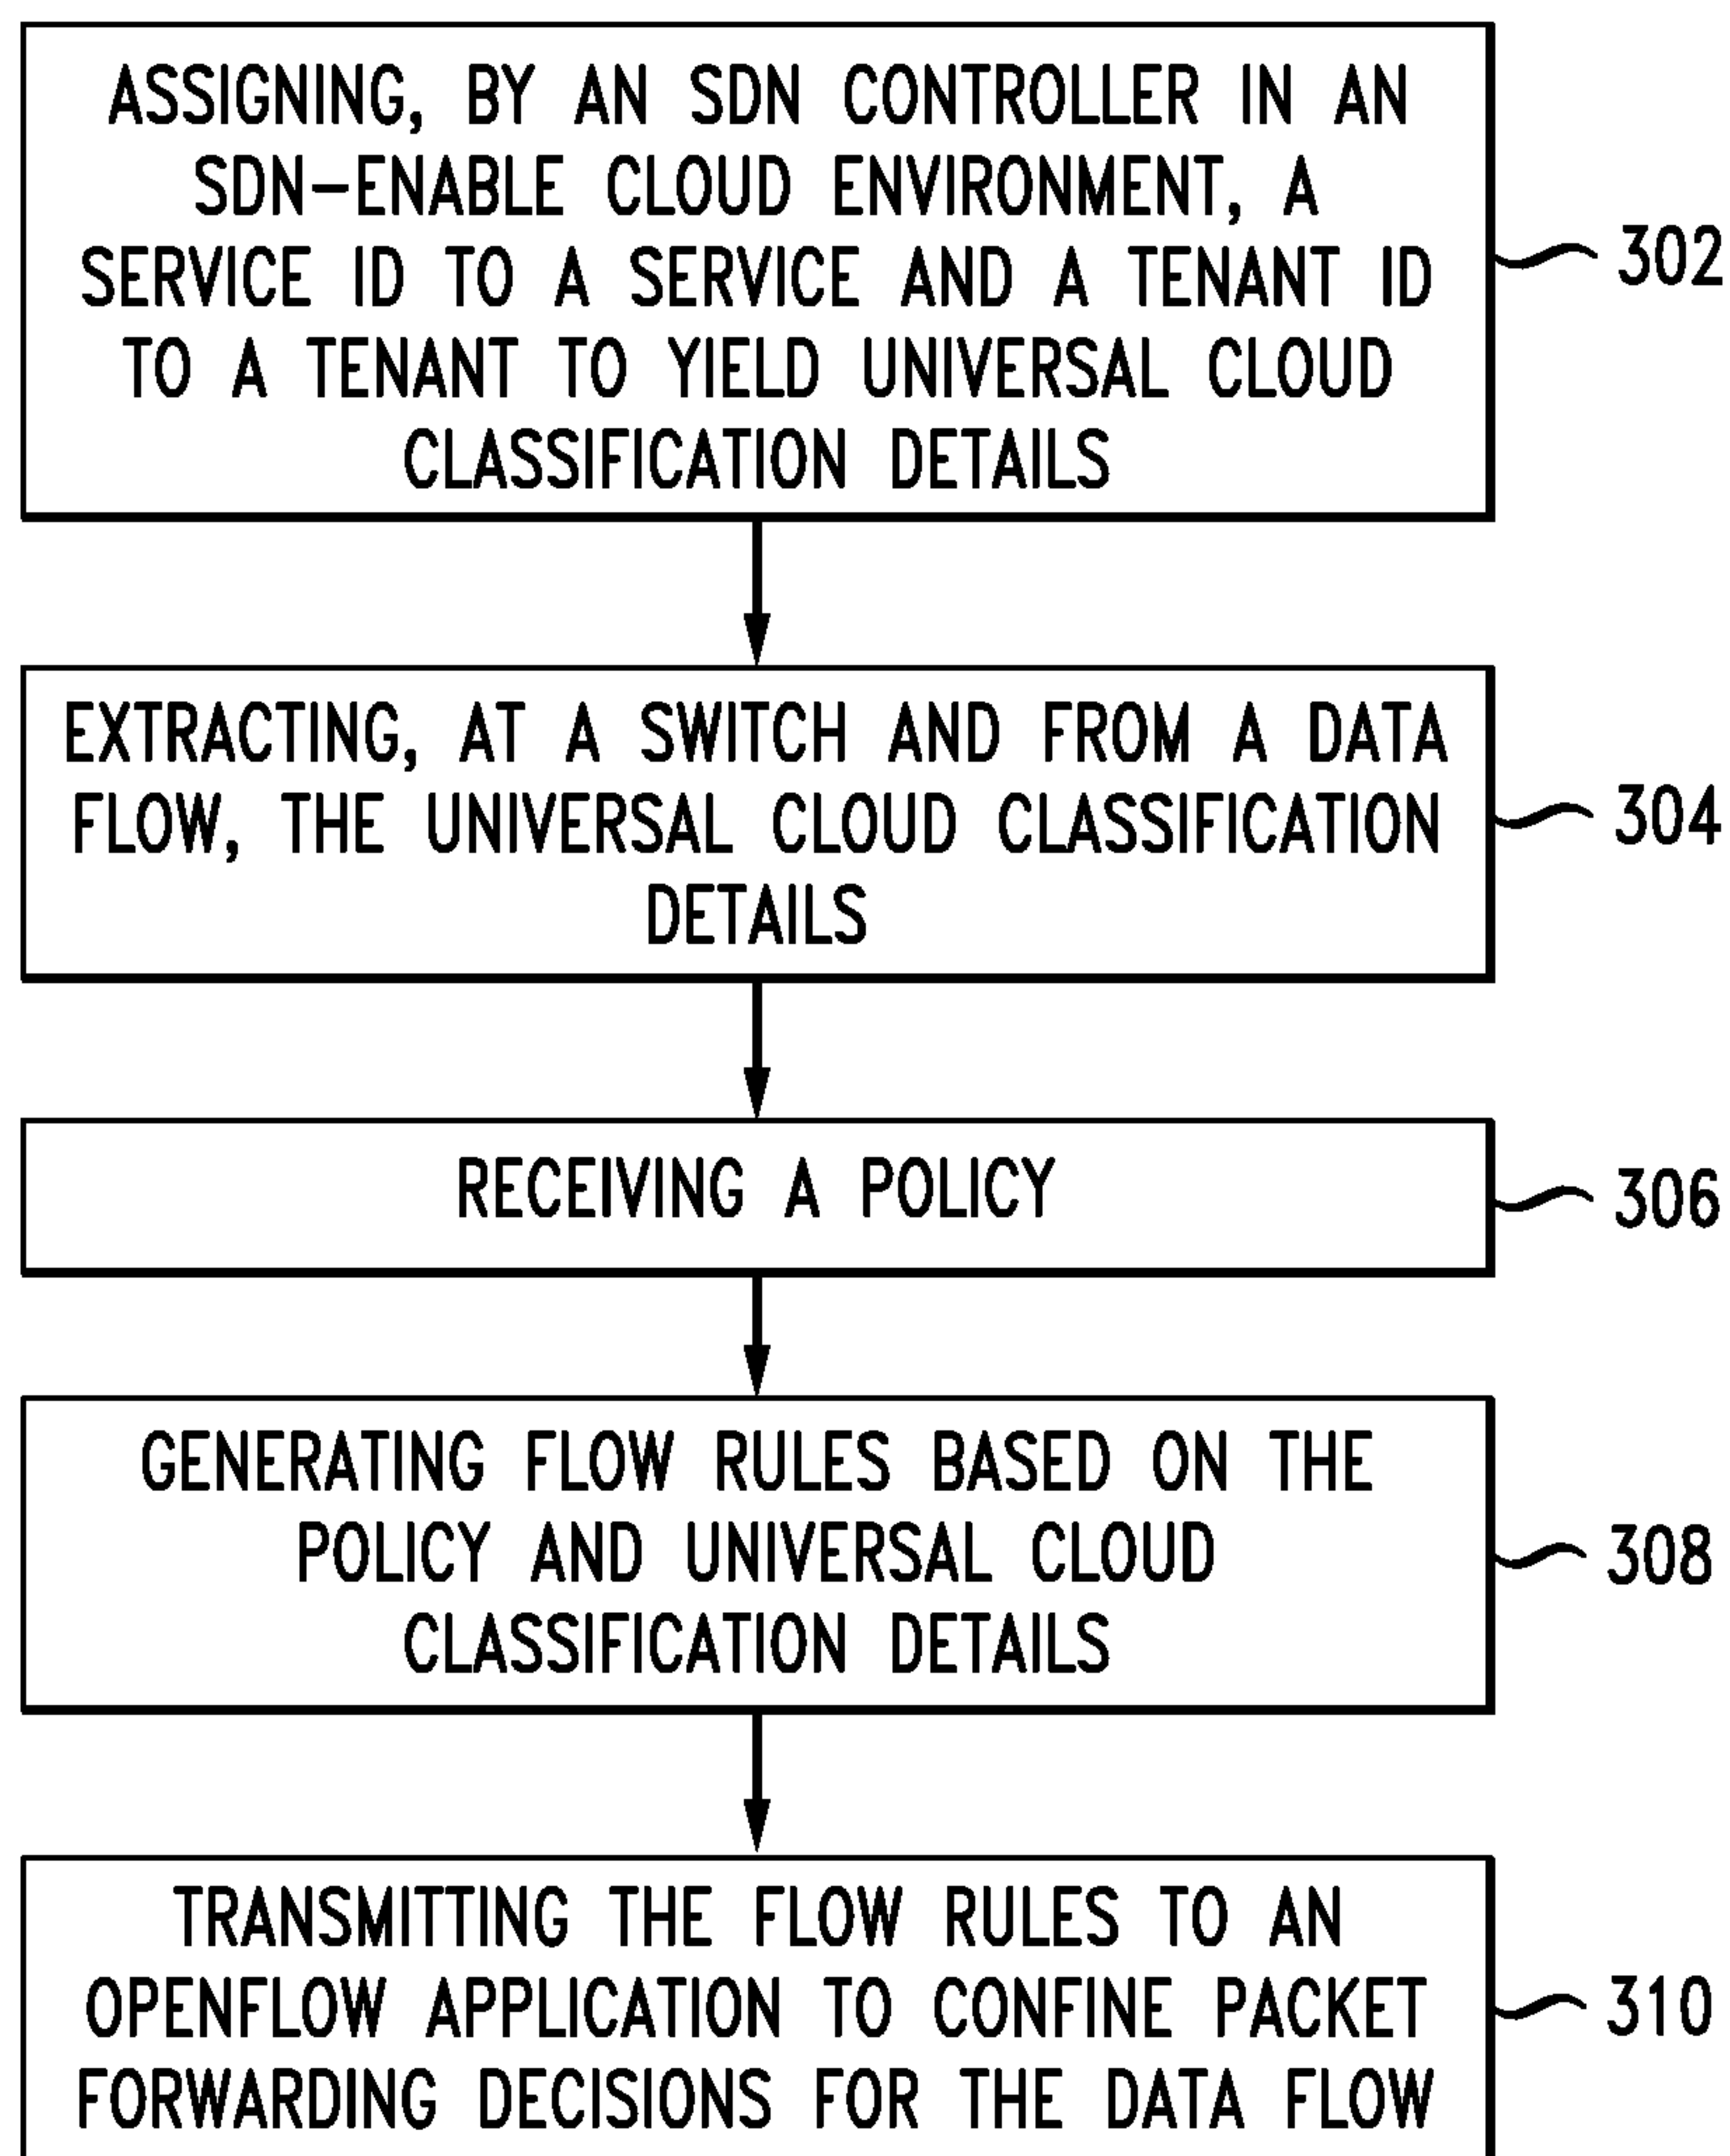 ASSIGNING, BY AN SDN CONTROLLER IN AN
SDN-ENABLE CLOUD ENVIRONMENT, A
SERVICE ID TO A SERVICE AND A TENANT ID
TO A TENANT TO YIELD UNIVERSAL CLOUD
CLASSIFICATION DETAILS
302
EXTRACTING, AT A SWITCH AND FROM A DATA
FLOW, THE UNIVERSAL CLOUD CLASSIFICATION
DETAILS
304
RECEIVING A POLICY
306
GENERATING FLOW RULES BASED ON THE
POLICY AND UNIVERSAL CLOUD
CLASSIFICATION DETAILS
308
TRANSMITTING THE FLOW RULES TO AN
OPENFLOW APPLICATION TO CONFINE PACKET
FORWARDING DECISIONS FOR THE DATA FLOW
310